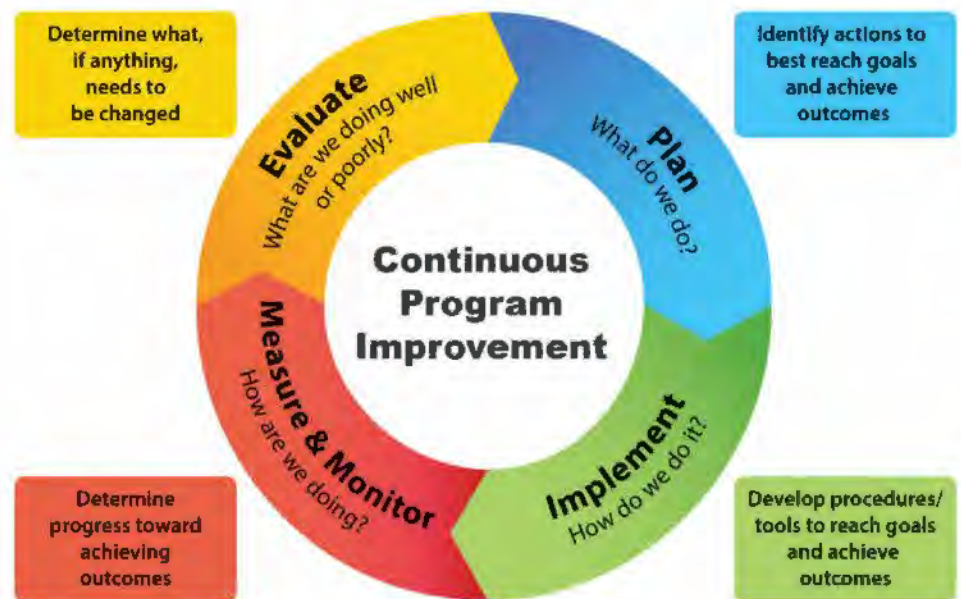 Determine what,
if anything,
needs to
be changed
Evaluate
What are we doing well
or poorly?
Plan
What do we do?
Identify actions to
best reach goals
and achieve
outcomes
Continuous
Program
Improvement
Measure & Monitor
How are we doing?
Implement
How do we do it?
Determine
progress toward
achieving
outcomes
Develop procedures/
tools to reach goals
and achieve
outcomes